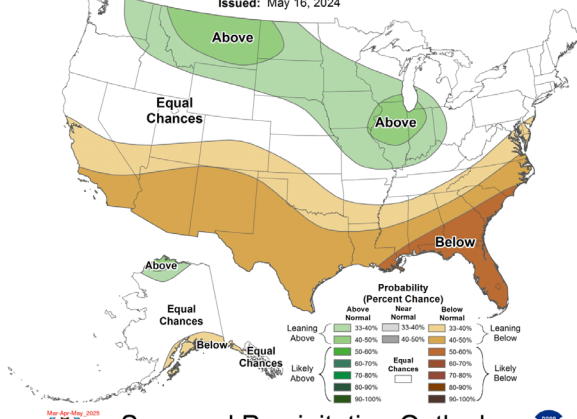 Issued: May 16, 2024
Above
Equal
Chances
Above
Below
Above
Equal
Chances
Below
Equal
Chances
Probability
(Percent Chance)
Above
Normal
Near
Normal
Below
Normal
Leaning
Above
33-40%
33-40%
33-40%
Leaning
Below
40-50%
40-50%
40-50%
Likely
Above
50-60%
Equal
Chances
50-60%
Likely
Below
60-70%
60-70%
70-80%
70-80%
80-90%
80-90%
90-100%
90-100%
Mar-Apr-May_2025